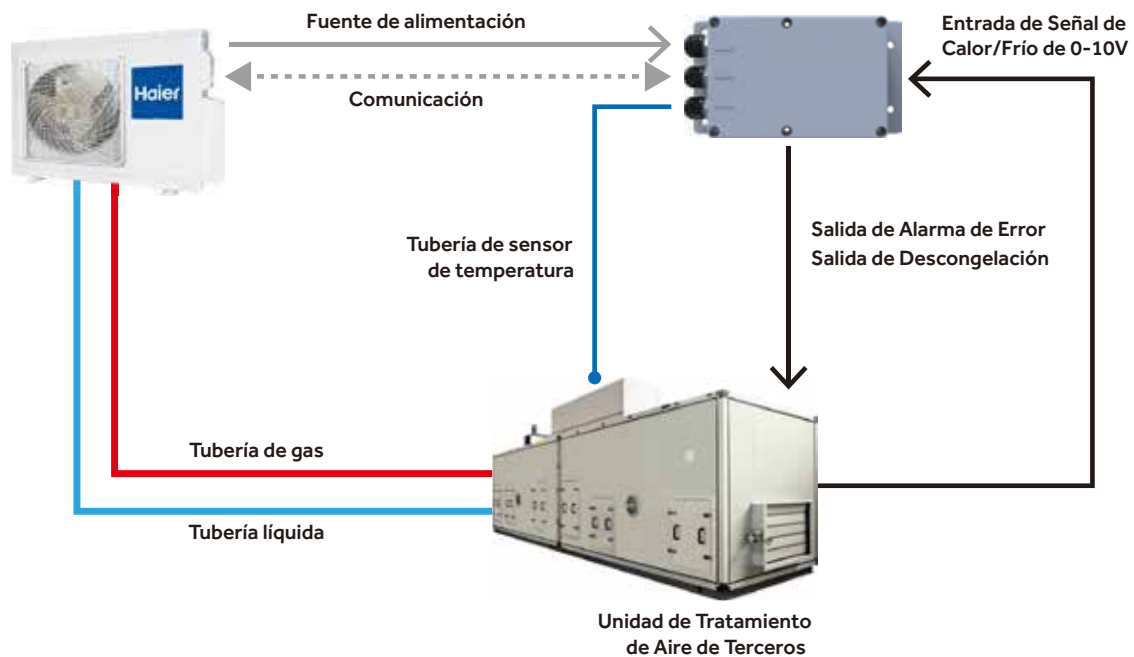 Fuente de alimentación
Entrada de Señal de
Calor/Frío de 0-10V
Haier
Comunicación
Tubería de sensor
de temperatura
Salida de Alarma de Error
Salida de Descongelación
Tubería de gas
Tubería líquida
Unidad de Tratamiento
de Aire de Terceros